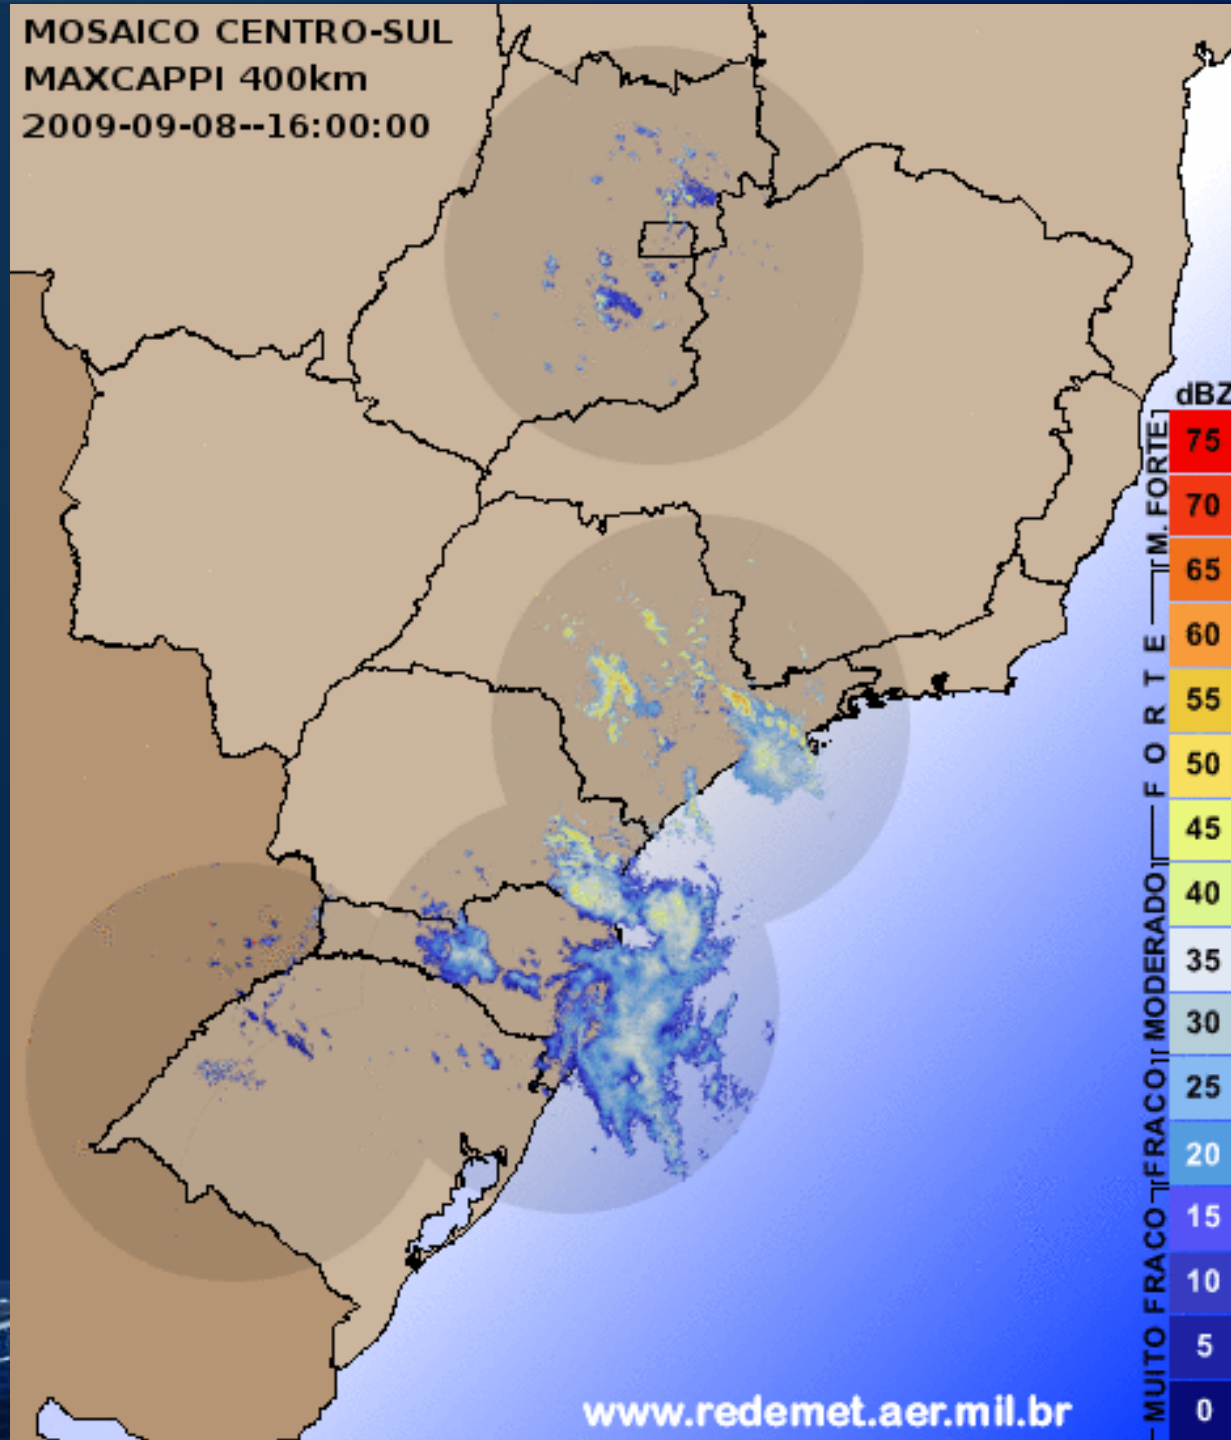 MOSAICO CENTRO-SUL
MAXCAPPI 400km
2009-09-08--16:00:00
dBZ
75
70
65
60
55
50
45
40
35
30
25
20
15
10
5
0
M. FORTE
FORTE
MODERADO
FRACO
MUITO FRACO
www.redemet.aer.mil.br